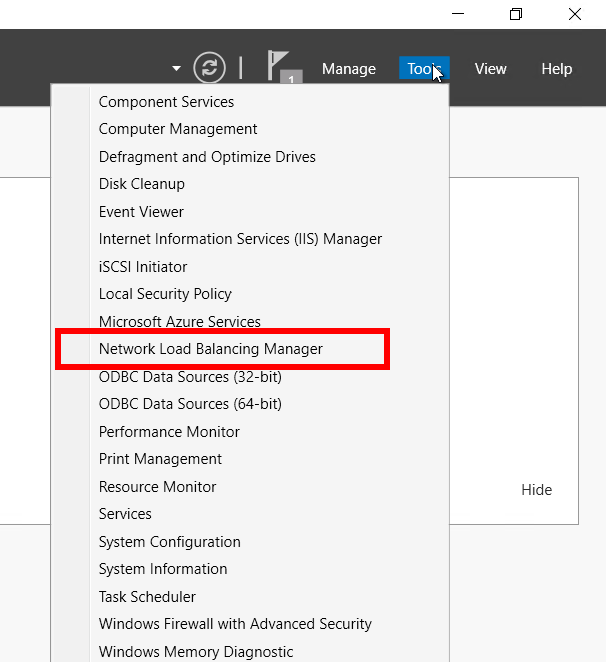 1
Manage Tools View Help
Component Services
Computer Management
Defragment and Optimize Drives
Disk Cleanup
Event Viewer
Internet Information Services (IIS) Manager
iSCSI Initiator
Local Security Policy
Microsoft Azure Services
Network Load Balancing Manager
ODBC Data Sources (32-bit)
ODBC Data Sources (64-bit)
Performance Monitor
Print Management
Resource Monitor
Hide
Services
System Configuration
System Information
Task Scheduler
Windows Firewall with Advanced Security
Windows Memory Diagnostic